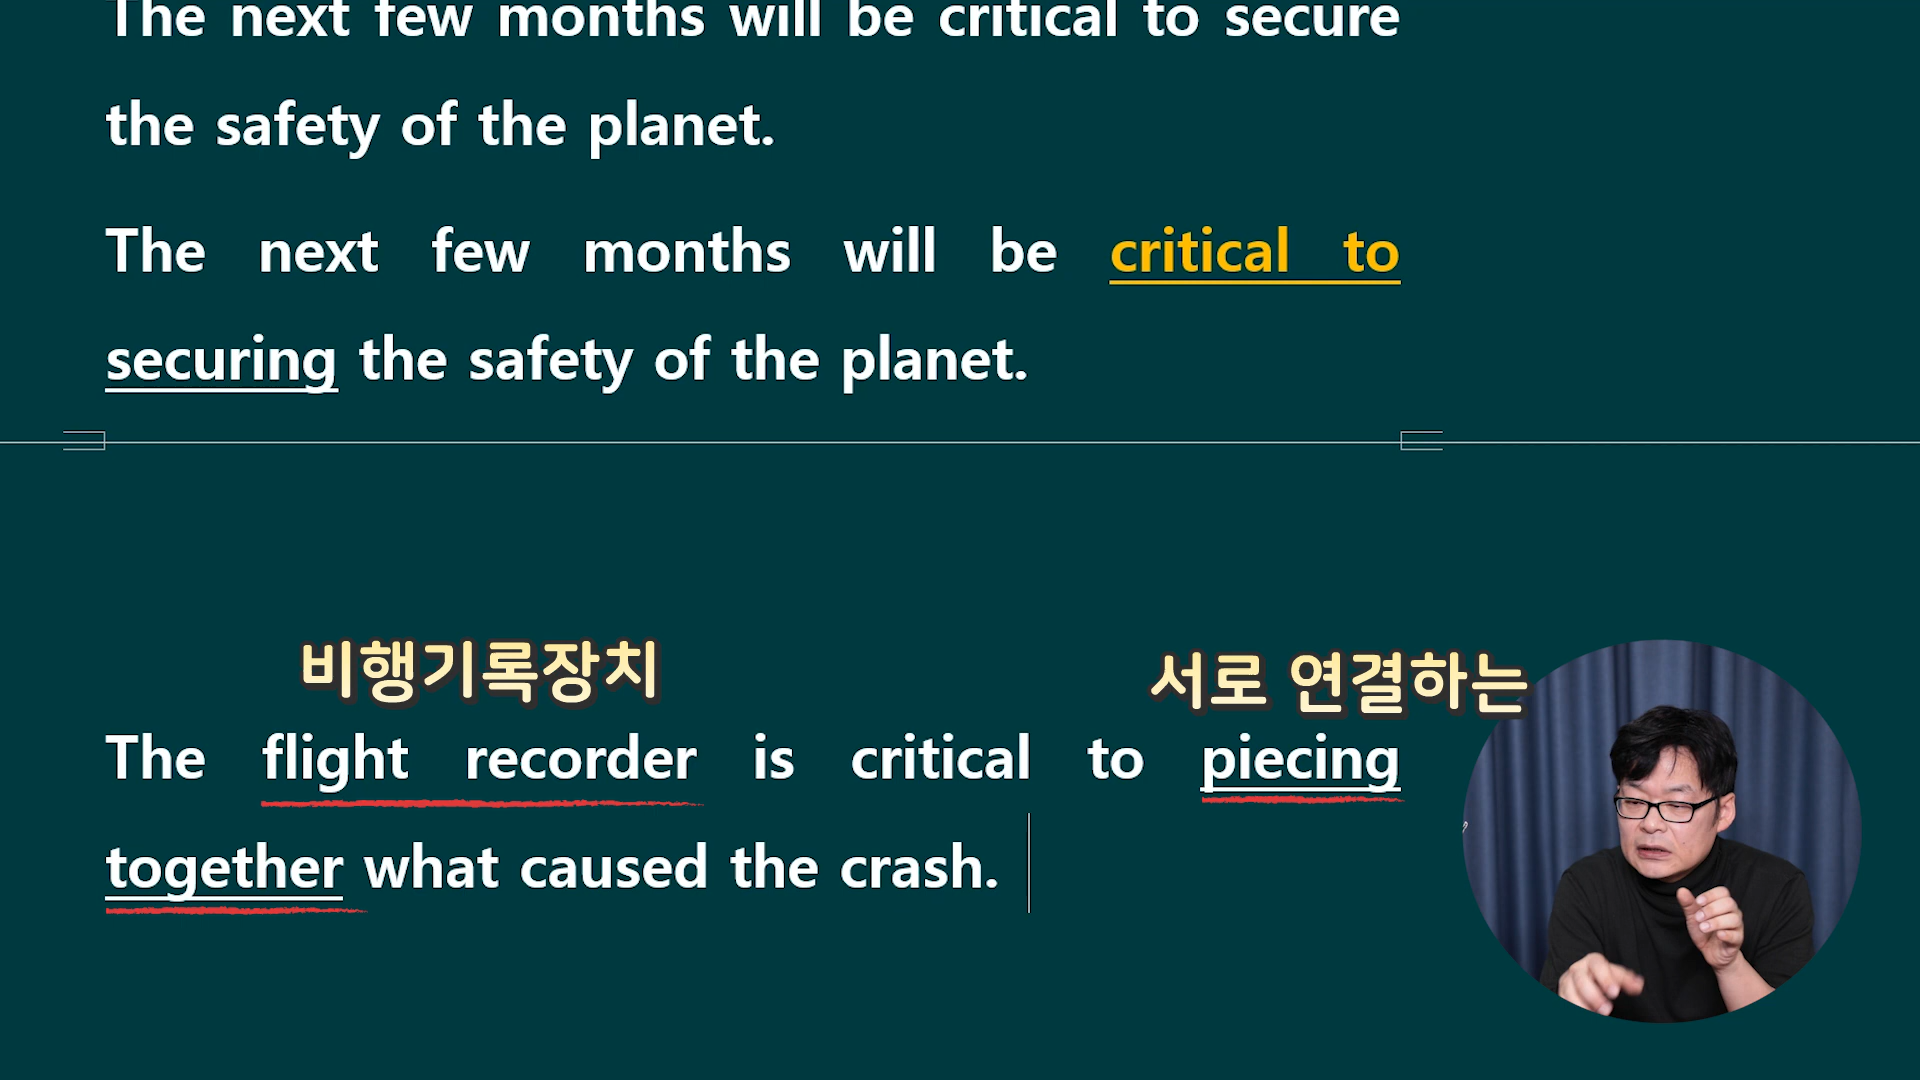 The next few months will be critical to secure
the safety of the planet.
The next few months will be critical to
securing the safety of the planet.
비행기록장치
서로 연결하는
The flight recorder is critical to piecing
together what caused the crash.